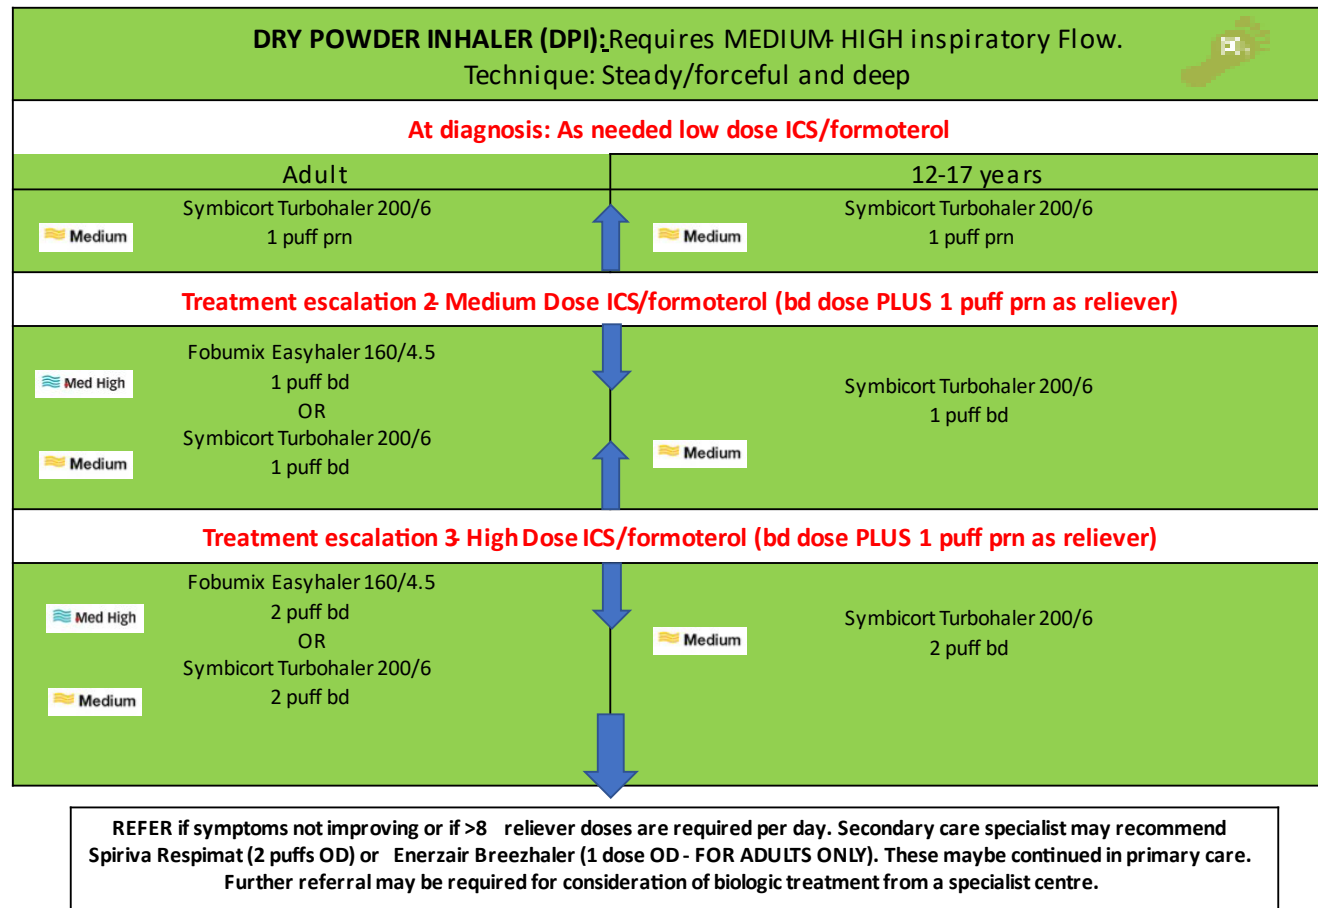 DRY POWDER INHALER (DPI): Requires MEDIUM- HIGH inspiratory Flow.
Technique: Steady/forceful and deep
At diagnosis: As needed low dose ICS/formoterol
Adult
12-17 years
Symbicort Turbohaler 200/6
1 puff prn
Medium
Symbicort Turbohaler 200/6
1 puff prn
Medium
Treatment escalation 2- Medium Dose ICS/formoterol (bd dose PLUS 1 puff prn as reliever)
Fobumix Easyhaler 160/4.5
1 puff bd
Med High
OR
Symbicort Turbohaler 200/6
1 puff bd
Medium
Symbicort Turbohaler 200/6
1 puff bd
Medium
Treatment escalation 3- High Dose ICS/formoterol (bd dose PLUS 1 puff prn as reliever)
Fobumix Easyhaler 160/4.5
2 puff bd
Med High
OR
Symbicort Turbohaler 200/6
2 puff bd
Medium
Symbicort Turbohaler 200/6
2 puff bd
Medium
REFER if symptoms not improving or if >8 reliever doses are required per day. Secondary care specialist may recommend
Spiriva Respimat (2 puffs OD) or Enerzair Breezhaler (1 dose OD - FOR ADULTS ONLY). These maybe continued in primary care.
Further referral may be required for consideration of biologic treatment from a specialist centre.